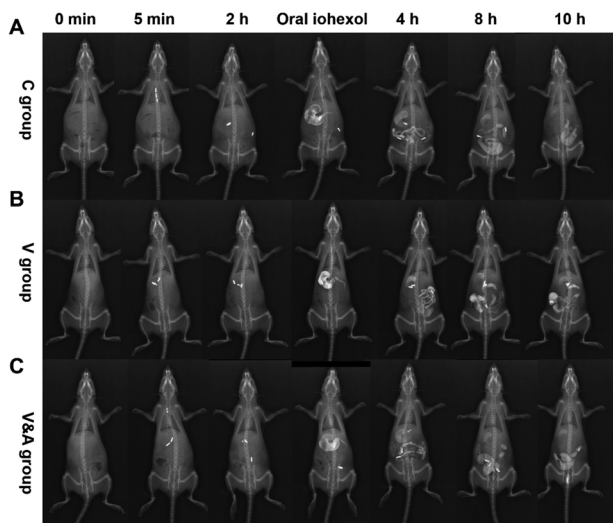 0 min 5 min 2 h Oral iohexol 4 h 8 h 10 h
A
C group
B
V group
C
V&A group